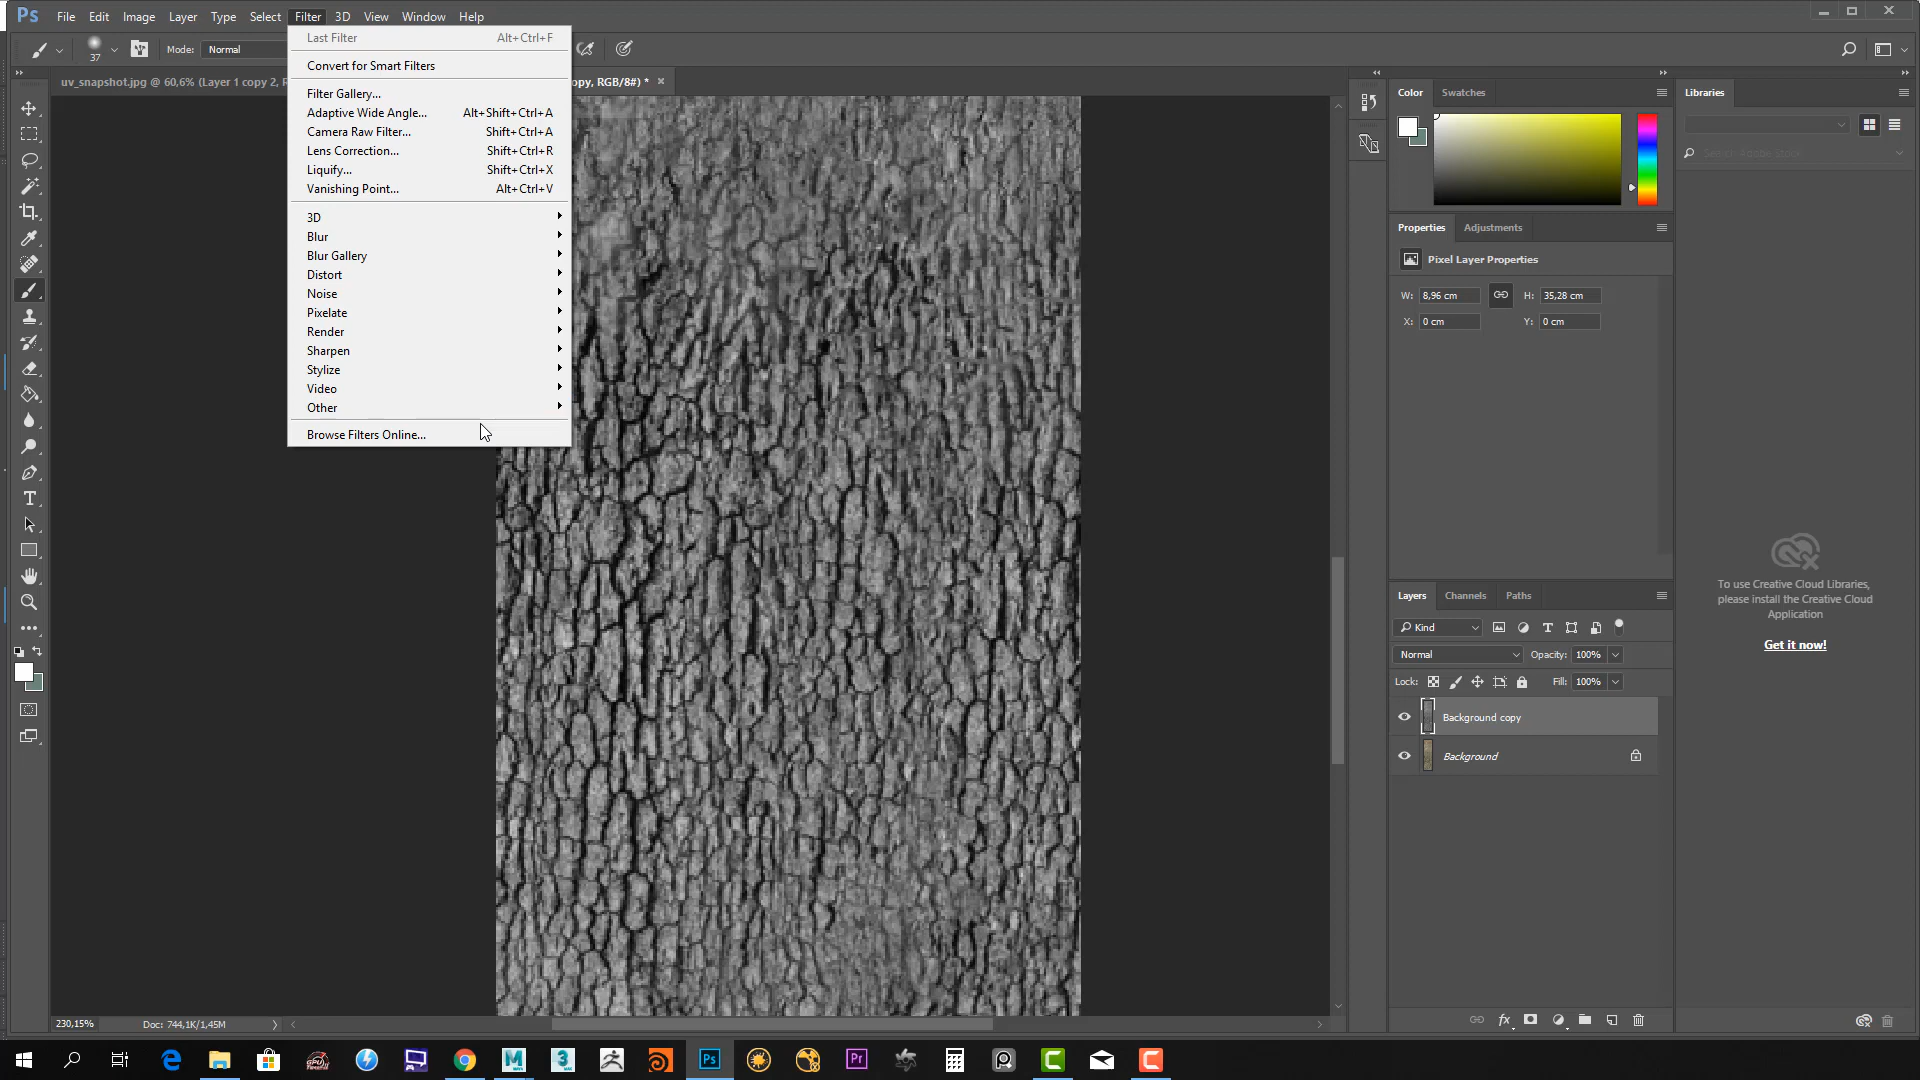 Ps File Edit Image Layer Type Select Filter 3D View Window Help
37 Mode: Normal
uv_snapshot.jpg @ 60,6% (Layer 1 copy 2, opy, RGB/8#) *
Last Filter Alt+Ctrl+F
Convert for Smart Filters
Filter Gallery...
Adaptive Wide Angle... Alt+Shift+Ctrl+A
Camera Raw Filter... Shift+Ctrl+A
Lens Correction... Shift+Ctrl+R
Liquify... Shift+Ctrl+X
Vanishing Point... Alt+Ctrl+V
3D
Blur
Blur Gallery
Distort
Noise
Pixelate
Render
Sharpen
Stylize
Video
Other
Browse Filters Online...
230,15% Doc: 744,1K/1,45M
Color Swatches
Properties Adjustments
Pixel Layer Properties
W: 8,96 cm H: 35,28 cm
X: 0 cm Y: 0 cm
Layers Channels Paths
Kind
Normal Opacity: 100%
Lock: Fill: 100%
Background copy
Background
Libraries
Search Adobe Stock
To use Creative Cloud Libraries,
please install the Creative Cloud
Application
Get it now!